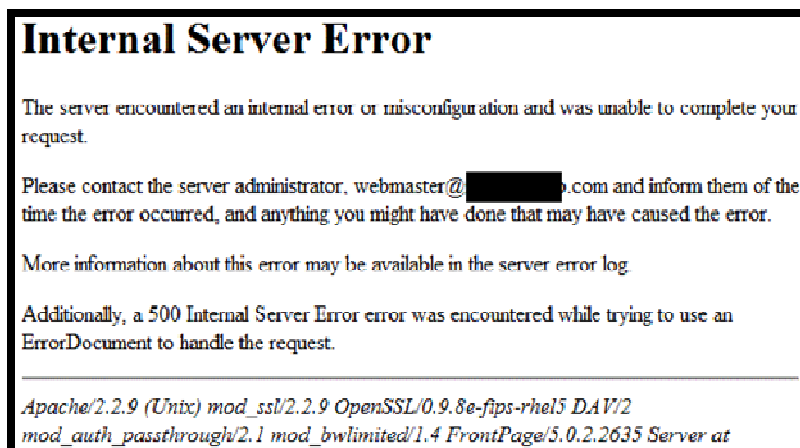 Internal Server Error
The server encountered an internal error or misconfiguration and was unable to complete your
request.
Please contact the server administrator, webmaster@ .com and inform them of the
time the error occurred, and anything you might have done that may have caused the error.
More information about this error may be available in the server error log.
Additionally, a 500 Internal Server Error error was encountered while trying to use an
ErrorDocument to handle the request.
Apache/2.2.9 (Unix) mod_ssl/2.2.9 OpenSSL/0.9.8e-fips-rhel5 DAV/2
mod_auth_passthrough/2.1 mod_bwlimited/1.4 FrontPage/5.0.2.2635 Server at